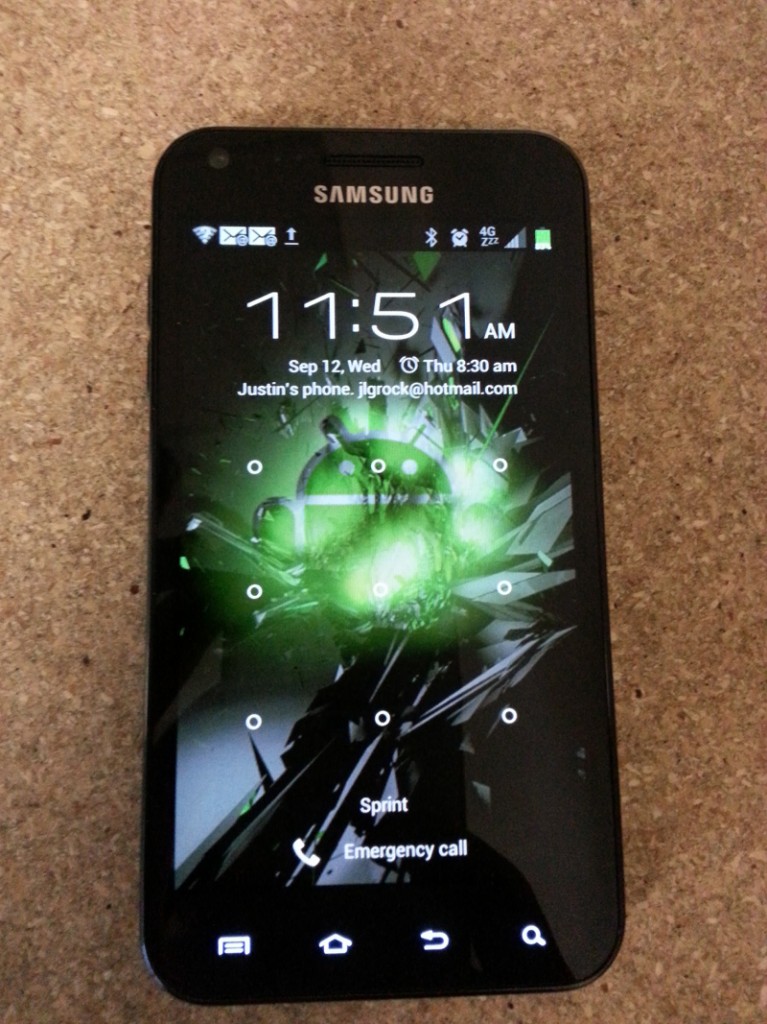 SAMSUNG
4G
ZZZ
11:51 AM
Sep 12, Wed Thu 8:30 am
Justin's phone. jlgrock@hotmail.com
Sprint
Emergency call